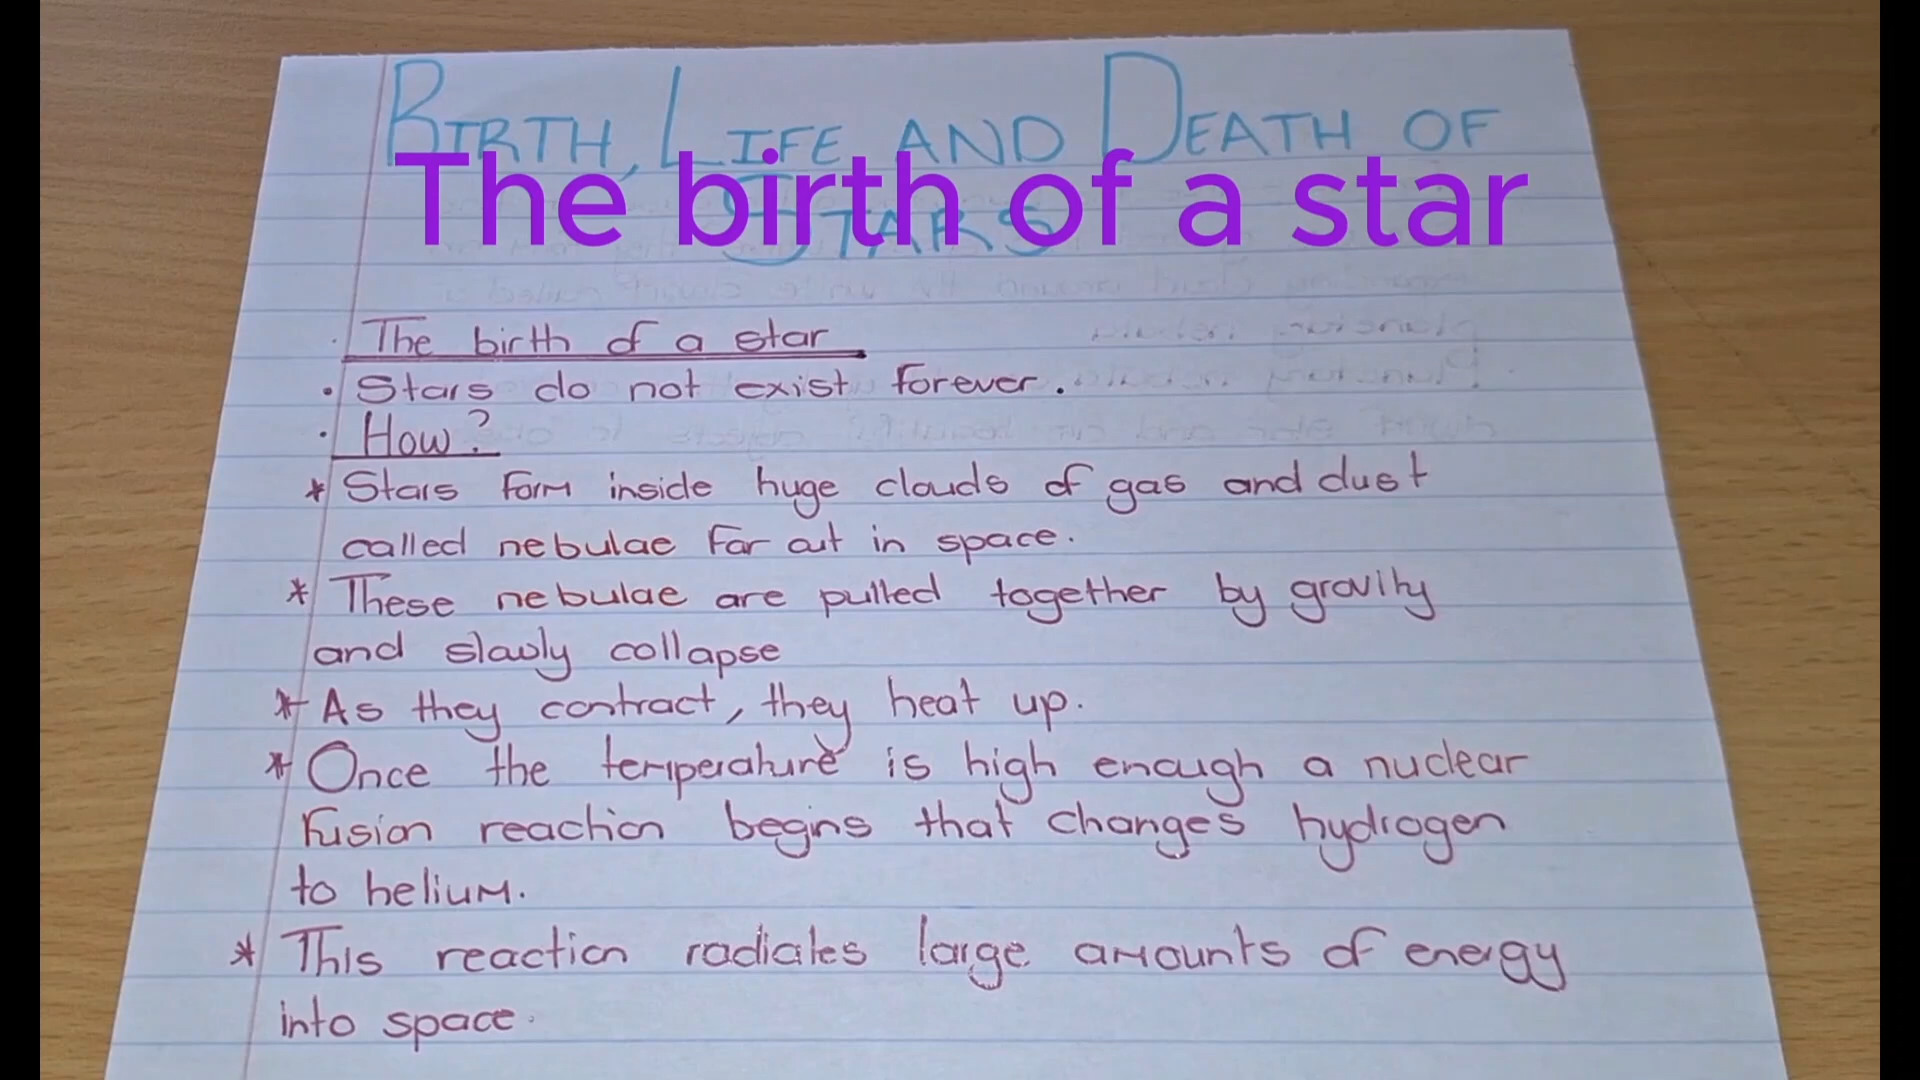 BIRTH, LIFE AND DEATH OF
STARS
The birth of a star
The birth of a star
• Stars do not exist forever.
• How?
* Stars form inside huge clouds of gas and dust
called nebulae far out in space.
* These nebulae are pulled together by gravity
and slowly collapse
* As they contract, they heat up.
* Once the temperature is high enough a nuclear
fusion reaction begins that changes hydrogen
to helium.
* This reaction radiates large amounts of energy
into space.